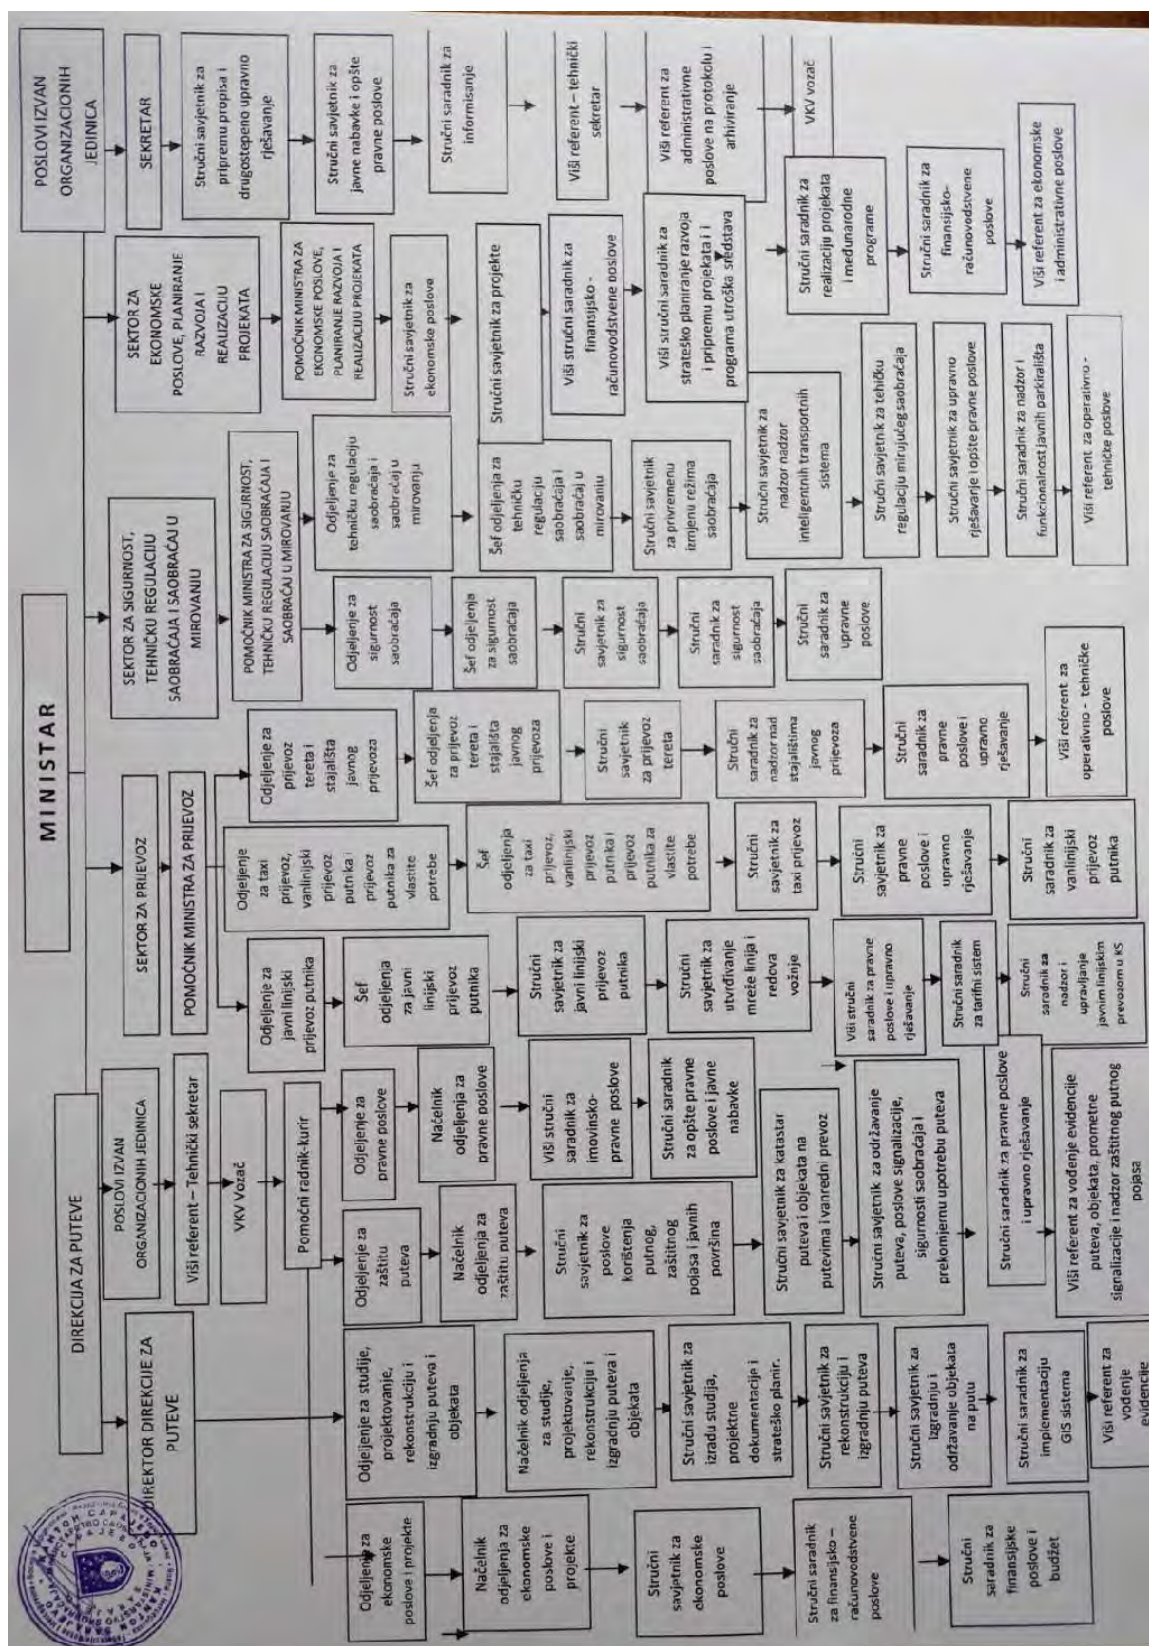 MINISTAR
POSLOVI IZVAN
ORGANIZACIONIH
JEDINICA
SEKRETAR
Stručni savjetnik za
pripremu propisa i
drugostepeno upravno
rješavanje
Stručni savjetnik za
javne nabavke i opšte
pravne poslove
Stručni saradnik za
informisanje
Viši referent – tehnički
sekretar
Viši referent za
administrativne
poslove na protokolu i
arhiviranje
VKV vozač
SEKTOR ZA
EKONOMSKE
POSLOVE, PLANIRANJE
RAZVOJA I
REALIZACIJU
PROJEKATA
POMOĆNIK MINISTRA ZA
EKONOMSKE POSLOVE,
PLANIRANJE RAZVOJA I
REALIZACIJU PROJEKATA
Stručni savjetnik za
ekonomske poslove
Stručni savjetnik za projekte
Viši stručni saradnik za
finansijsko -
računovodstvene poslove
Viši stručni saradnik za
strateško planiranje razvoja
i pripremu projekata i i
programa utroška sredstava
Stručni saradnik za
realizaciju projekata
i međunarodne
programe
Stručni saradnik za
finansijsko–
računovodstvene
poslove
Viši referent za ekonomske
i administrativne poslove
SEKTOR ZA SIGURNOST,
TEHNIČKU REGULACIJU
SAOBRAĆAJA I SAOBRAĆAJ U
MIROVANJU
POMOĆNIK MINISTRA ZA SIGURNOST,
TEHNIČKU REGULACIJU SAOBRAĆAJA I
SAOBRAĆAJ U MIROVANJU
Odjeljenje za
tehničku regulaciju
saobraćaja i
saobraćaj u
mirovanju
Šef odjeljenja za
tehničku
regulaciju
saobraćaja i
saobraćaj u
mirovanju
Stručni savjetnik
za privremenu
izmjenu režima
saobraćaja
Stručni savjetnik za
nadzor nadzor
inteligentnih transportnih
sistema
Stručni savjetnik za tehičku
regulaciju mirujućeg saobraćaja
Stručni savjetnik za upravno
rješavanje i opšte pravne poslove
Stručni saradnik za nadzor i
funkcionalnost javnih parkirališta
Viši referent za operativno -
tehničke poslove
Odjeljenje za
sigurnost
saobraćaja
Šef odjeljenja
za sigurnost
saobraćaja
Stručni
savjetnik za
sigurnost
saobraćaja
Stručni
saradnik za
sigurnost
saobraćaja
Stručni
saradnik za
upravne
poslove
SEKTOR ZA PRIJEVOZ
POMOĆNIK MINISTRA ZA PRIJEVOZ
Odjeljenje za
prijevoz
tereta i
stajališta
javnog
prijevoza
Šef odjeljenja
za prijevoz
tereta i
stajališta
javnog
prijevoza
Stručni
savjetnik
za prijevoz
tereta
Stručni
saradnik za
nadzor nad
stajalištima
javnog
prijevoza
Stručni
saradnik za
pravne
poslove i
upravno
rješavanje
Viši referent za
operativno - tehničke
poslove
Odjeljenje
za taxi
prijevoz,
vanlinijski
prijevoz
putnika i
prijevoz
putnika za
vlastite
potrebe
Šef
odjeljenja
za taxi
prijevoz,
vanlinijski
prijevoz
putnika i
prijevoz
putnika za
vlastite
potrebe
Stručni
savjetnik za
taxi prijevoz
Stručni
savjetnik za
pravne
poslove i
upravno
rješavanje
Stručni
saradnik za
vanlinijski
prijevoz
putnika
Odjeljenje za
javni linijski
prijevoz putnika
Šef
odjeljenja
za javni
linijski
prijevoz
putnika
Stručni
savjetnik za
javni linijski
prijevoz
putnika
Stručni
savjetnik za
utvrđivanje
mreže linija i
redova
vožnje
Viši stručni
saradnik za pravne
poslove i upravno
rješavanje
Stručni saradnik
za tarifni sistem
Stručni
saradnik za
nadzor i
upravljanje
javnim linijskim
prevozom u KS
DIREKCIJA ZA PUTEVE
POSLOVI IZVAN
ORGANIZACIONIH JEDINICA
Viši referent – Tehnički sekretar
VKV Vozač
Pomoćni radnik-kurir
Odjeljenje za
pravne poslove
Načelnik
odjeljenja za
pravne poslove
Viši stručni
saradnik za
imovinsko-
pravne poslove
Stručni saradnik
za opšte pravne
poslove i javne
nabavke
Odjeljenje za
zaštitu
puteva
Načelnik
odjeljenja za
zaštitu puteva
Stručni
savjetnik za
poslove
korištenja
putnog,
zaštitnog
pojasa i javnih
površina
Stručni savjetnik za katastar
puteva i objekata na
putevima i vanredni prevoz
Stručni savjetnik za održavanje
puteva, poslove signalizacije,
sigurnosti saobraćaja i
prekomjernu upotrebu puteva
Stručni saradnik za pravne poslove
i upravno rješavanje
Viši referent za vođenje evidencije
puteva, objekata, prometne
signalizacije i nadzor zaštitnog putnog
pojasa
DIREKTOR DIREKCIJE ZA
PUTEVE
Odjeljenje za studije,
projektovanje,
rekonstrukciju i
izgradnju puteva i
objekata
Načelnik odjeljenja
za studije,
projektovanje,
rekonstrukciju i
izgradnju puteva i
objekata
Stručni savjetnik za
izradu studija,
projektne
dokumentacije i
strateško planir.
Stručni savjetnik za
rekonstrukciju i
izgradnju puteva
Stručni savjetnik za
izgradnju i
održavanje objekata
na putu
Stručni saradnik za
implementaciju
GIS sistema
Viši referent za
vođenje
evidencije
Odjeljenje za
ekonomske
poslove i projekte
Načelnik
odjeljenja za
ekonomske
poslove i
projekte
Stručni
savjetnik za
okonomske
poslove
Stručni saradnik
za finansijsko –
računovodstvene
poslove
Stručni
saradnik za
finansijske
poslove i
budžet